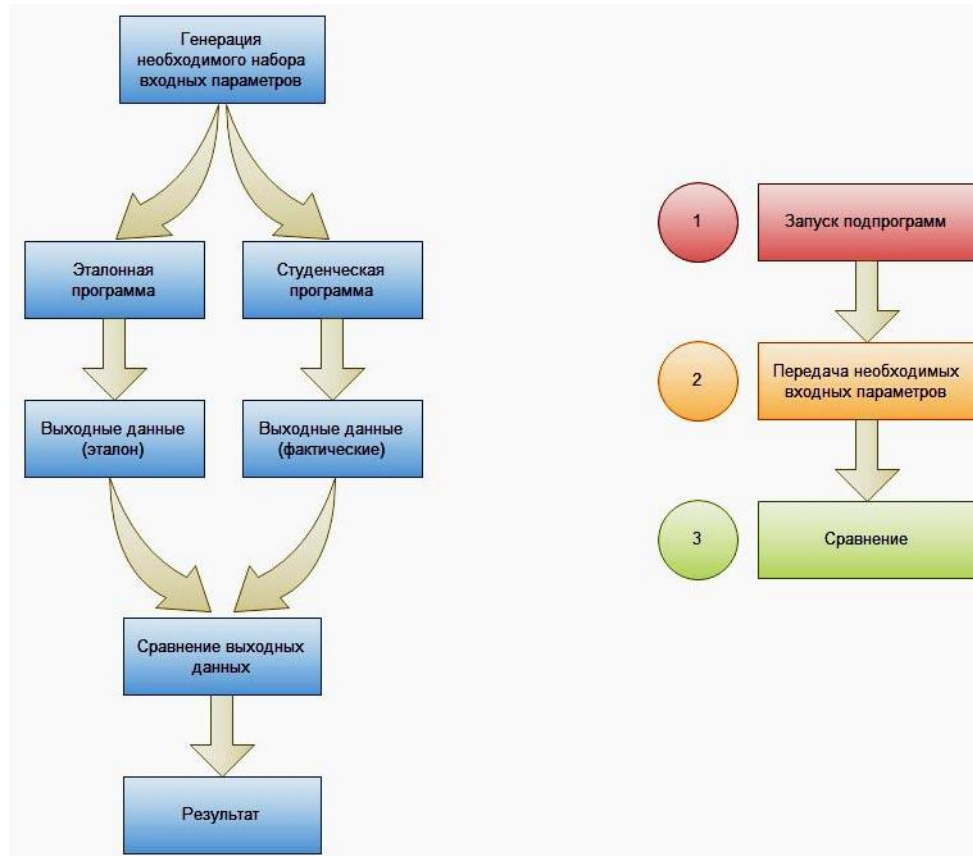 Генерация
необходимого набора
входных параметров
Эталонная
программа
Студенческая
программа
Выходные данные
(эталон)
Выходные данные
(фактические)
Сравнение выходных
данных
Результат
1
Запуск подпрограмм
2
Передача необходимых
входных параметров
3
Сравнение